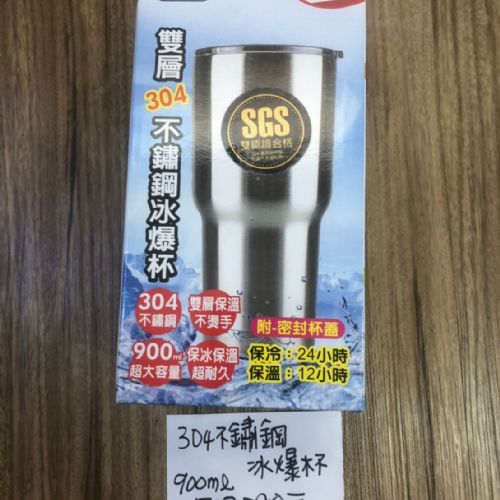 雙層
304
不鏽鋼冰爆杯
SGS
雙認證合格
304
不鏽鋼
雙層保溫
不燙手
900ml
超大容量
保冰保溫
超耐久
附-密封杯蓋
保冷:24小時
保溫:12小時
304不鏽鋼
冰爆杯
900ml